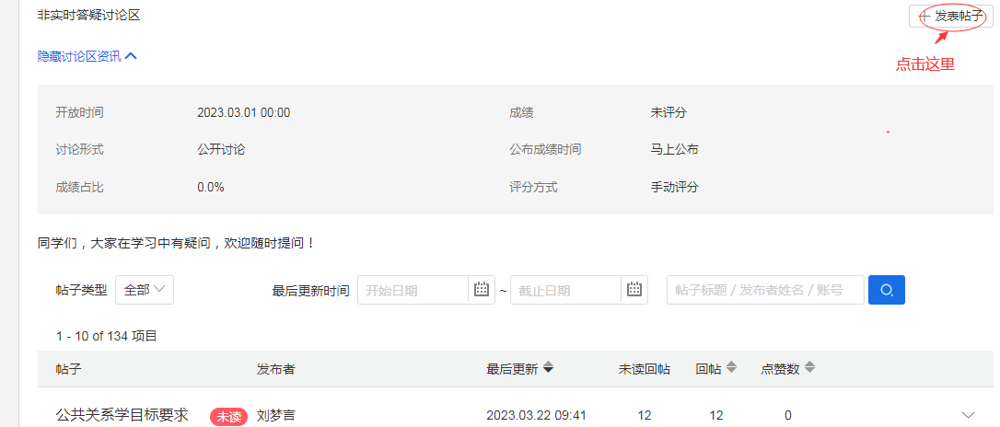 非实时答疑讨论区 发表帖子
点击这里
隐藏讨论区资讯
开放时间 2023.03.01 00:00 成绩 未评分
讨论形式 公开讨论 公布成绩时间 马上公布
成绩占比 0.0% 评分方式 手动评分
同学们，大家在学习中有疑问，欢迎随时提问！
帖子类型 全部 最后更新时间 开始日期 ~ 截止日期 帖子标题 / 发布者姓名 / 账号
1 - 10 of 134 项目
帖子 发布者 最后更新 未读回帖 回帖 点赞数
公共关系学目标要求 未读 刘梦言 2023.03.22 09:41 12 12 0